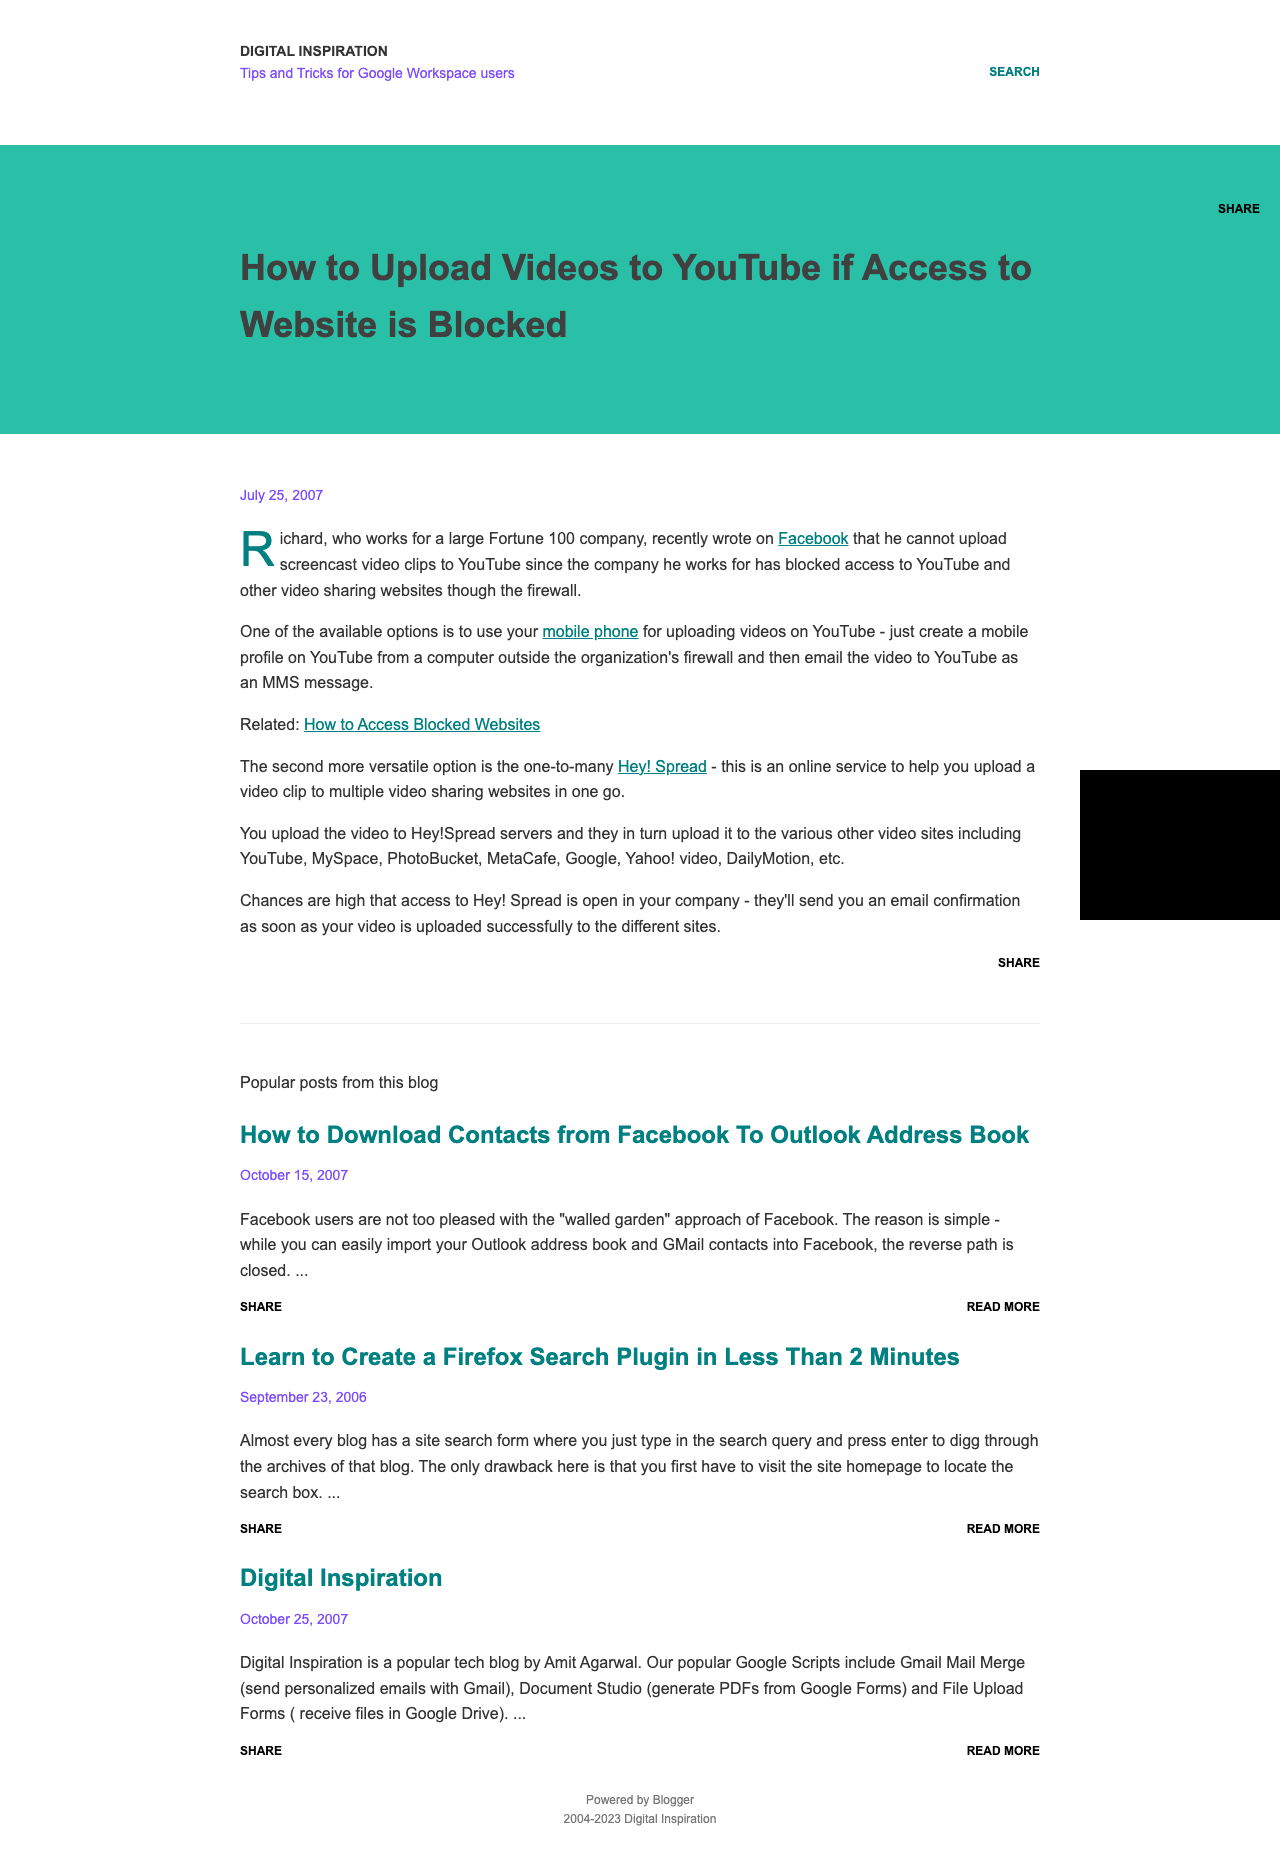 DIGITAL INSPIRATION
Tips and Tricks for Google Workspace users
SEARCH
SHARE
How to Upload Videos to YouTube if Access to
Website is Blocked
July 25, 2007
Richard, who works for a large Fortune 100 company, recently wrote on Facebook that he cannot upload
screencast video clips to YouTube since the company he works for has blocked access to YouTube and
other video sharing websites though the firewall.
One of the available options is to use your mobile phone for uploading videos on YouTube - just create a mobile
profile on YouTube from a computer outside the organization's firewall and then email the video to YouTube as
an MMS message.
Related: How to Access Blocked Websites
The second more versatile option is the one-to-many Hey! Spread - this is an online service to help you upload a
video clip to multiple video sharing websites in one go.
You upload the video to Hey!Spread servers and they in turn upload it to the various other video sites including
YouTube, MySpace, PhotoBucket, MetaCafe, Google, Yahoo! video, DailyMotion, etc.
Chances are high that access to Hey! Spread is open in your company - they'll send you an email confirmation
as soon as your video is uploaded successfully to the different sites.
SHARE
Popular posts from this blog
How to Download Contacts from Facebook To Outlook Address Book
October 15, 2007
Facebook users are not too pleased with the "walled garden" approach of Facebook. The reason is simple -
while you can easily import your Outlook address book and GMail contacts into Facebook, the reverse path is
closed. ...
SHARE READ MORE
Learn to Create a Firefox Search Plugin in Less Than 2 Minutes
September 23, 2006
Almost every blog has a site search form where you just type in the search query and press enter to digg through
the archives of that blog. The only drawback here is that you first have to visit the site homepage to locate the
search box. ...
SHARE READ MORE
Digital Inspiration
October 25, 2007
Digital Inspiration is a popular tech blog by Amit Agarwal. Our popular Google Scripts include Gmail Mail Merge
(send personalized emails with Gmail), Document Studio (generate PDFs from Google Forms) and File Upload
Forms ( receive files in Google Drive). ...
SHARE READ MORE
Powered by Blogger
2004-2023 Digital Inspiration